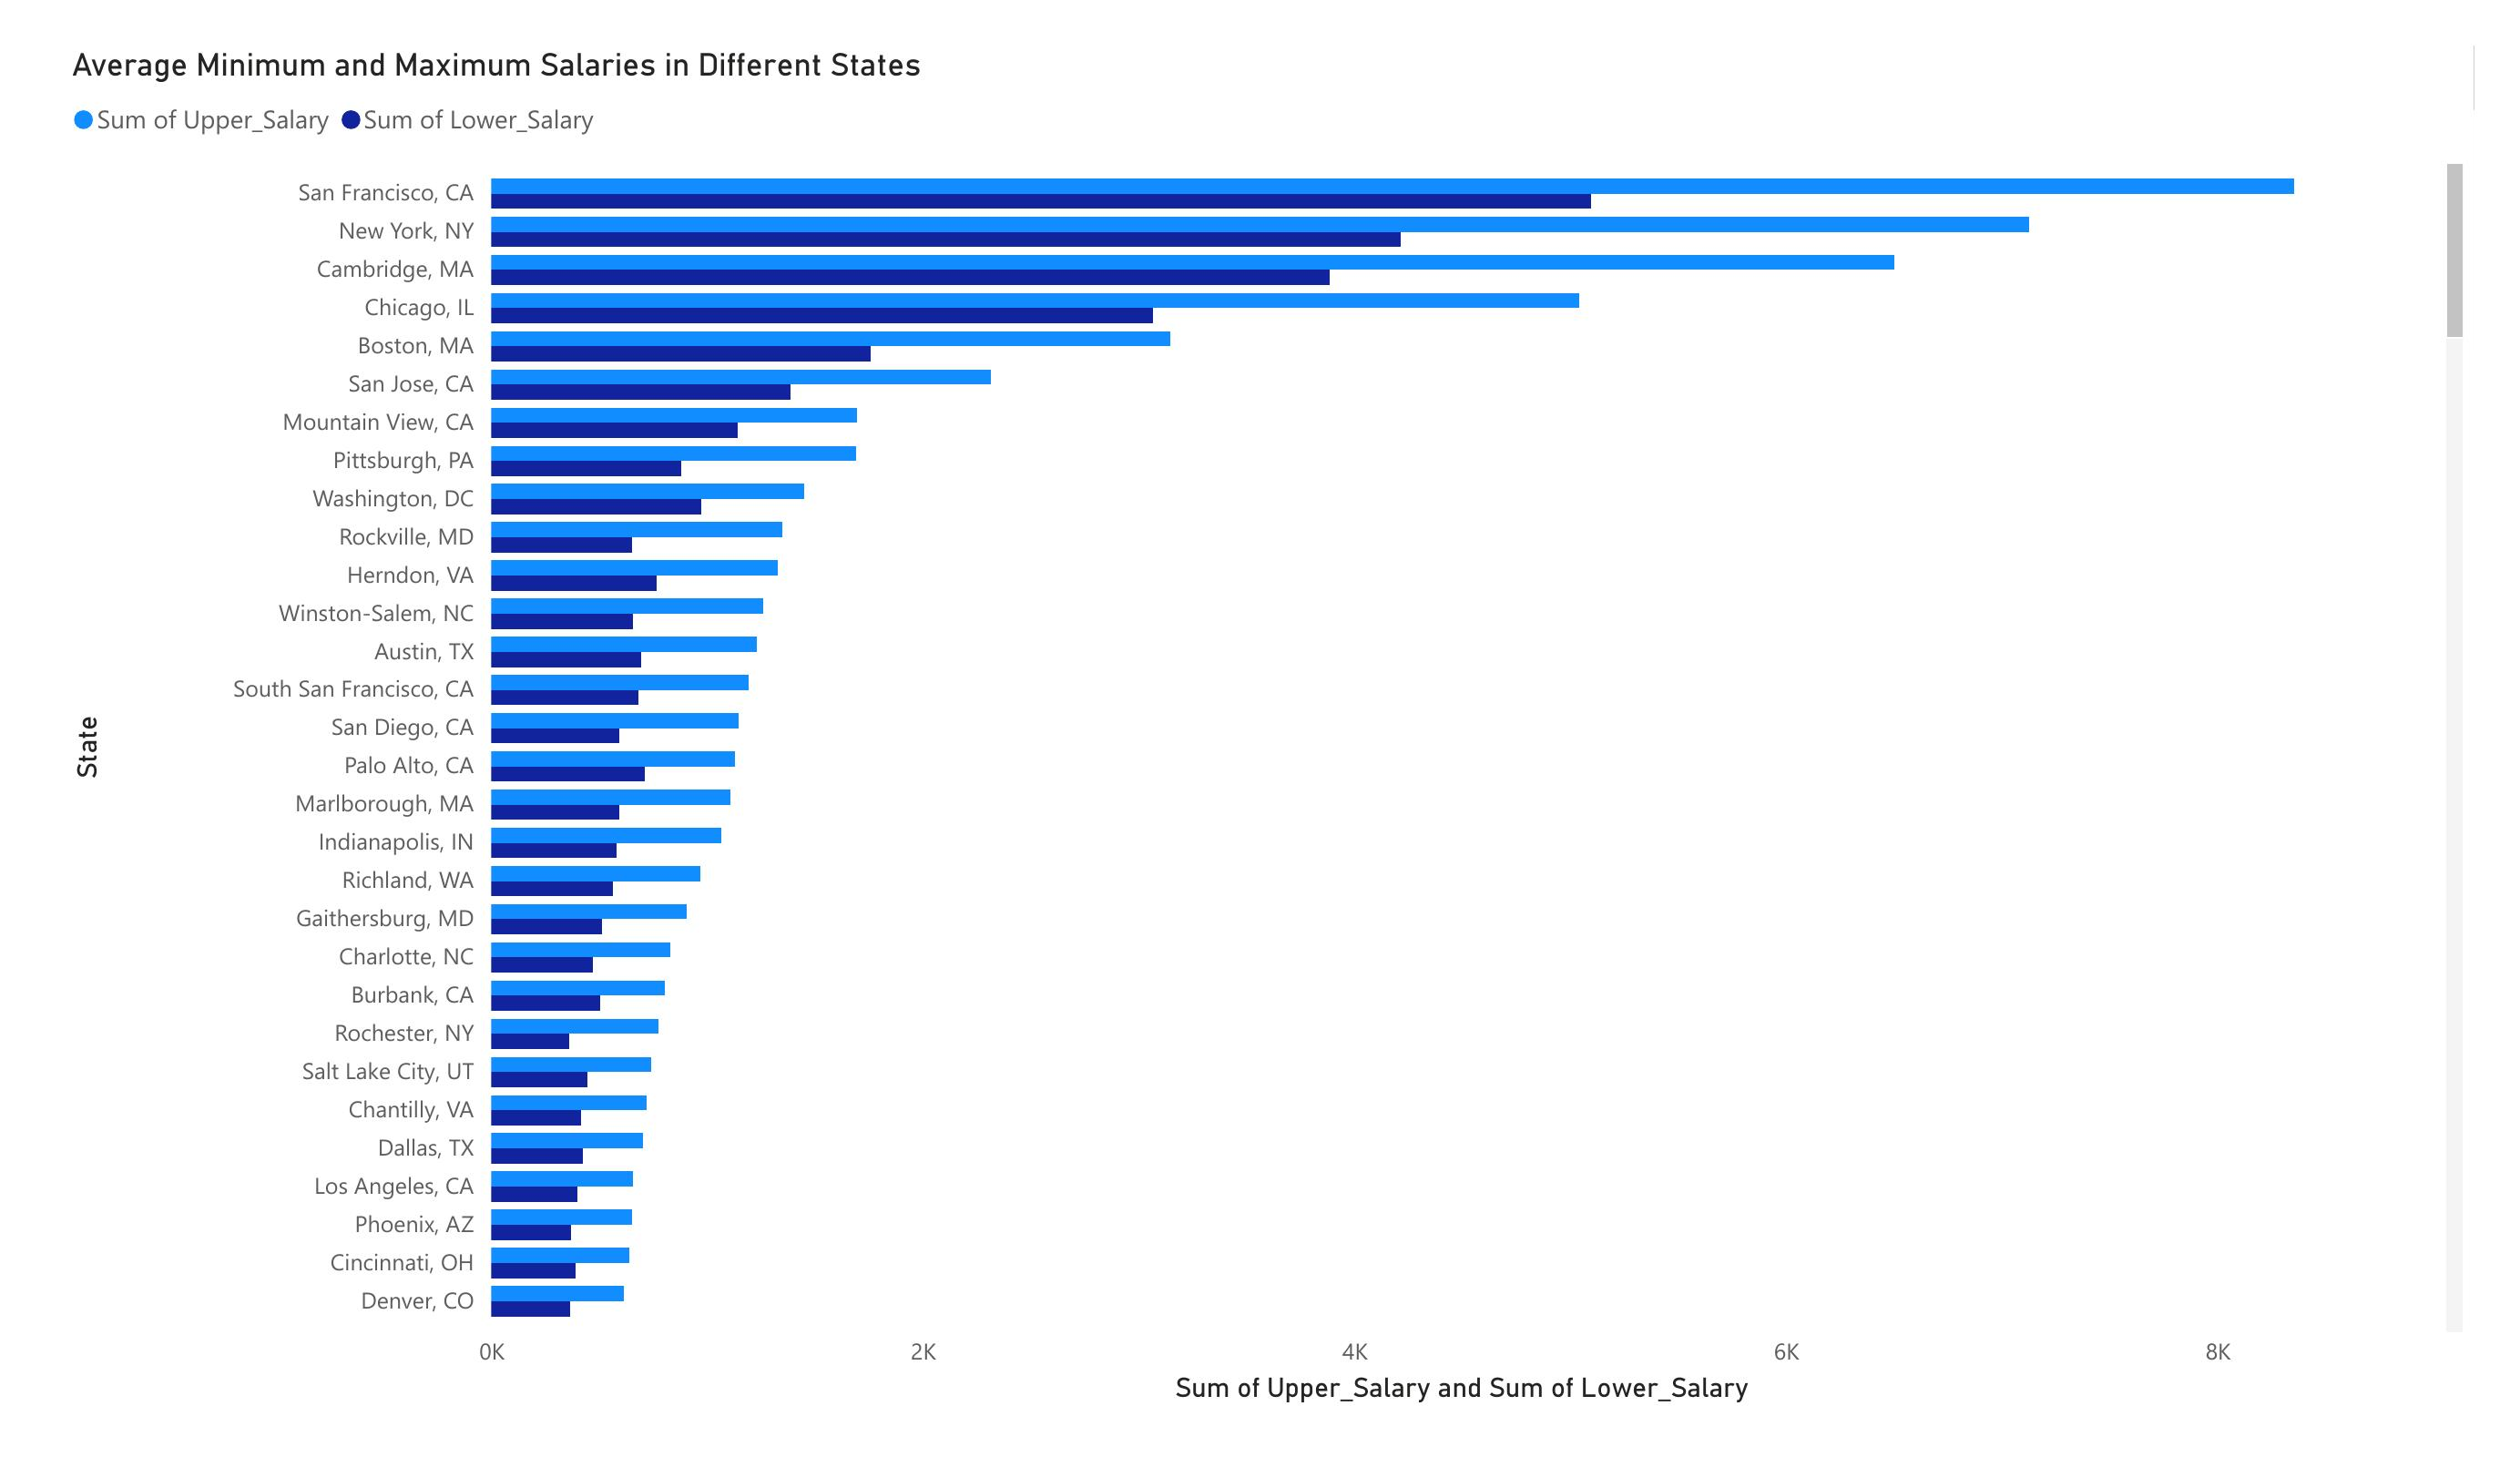 Average Minimum and Maximum Salaries in Different States
Sum of Upper_Salary Sum of Lower_Salary
San Francisco, CA
New York, NY
Cambridge, MA
Chicago, IL
Boston, MA
San Jose, CA
Mountain View, CA
Pittsburgh, PA
Washington, DC
Rockville, MD
Herndon, VA
Winston-Salem, NC
Austin, TX
South San Francisco, CA
San Diego, CA
Palo Alto, CA
Marlborough, MA
Indianapolis, IN
Richland, WA
Gaithersburg, MD
Charlotte, NC
Burbank, CA
Rochester, NY
Salt Lake City, UT
Chantilly, VA
Dallas, TX
Los Angeles, CA
Phoenix, AZ
Cincinnati, OH
Denver, CO
State
0K 2K 4K 6K 8K
Sum of Upper_Salary and Sum of Lower_Salary